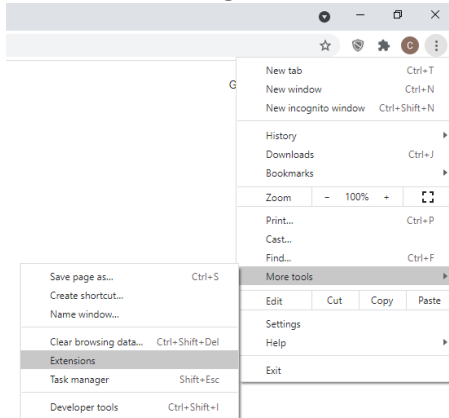 C
G
New tab Ctrl+T
New window Ctrl+N
New incognito window Ctrl+Shift+N
History
Downloads Ctrl+J
Bookmarks
Zoom - 100% +
Print... Ctrl+P
Cast...
Find... Ctrl+F
More tools
Save page as... Ctrl+S
Create shortcut...
Name window...
Clear browsing data... Ctrl+Shift+Del
Extensions
Task manager Shift+Esc
Developer tools Ctrl+Shift+I
Edit Cut Copy Paste
Settings
Help
Exit